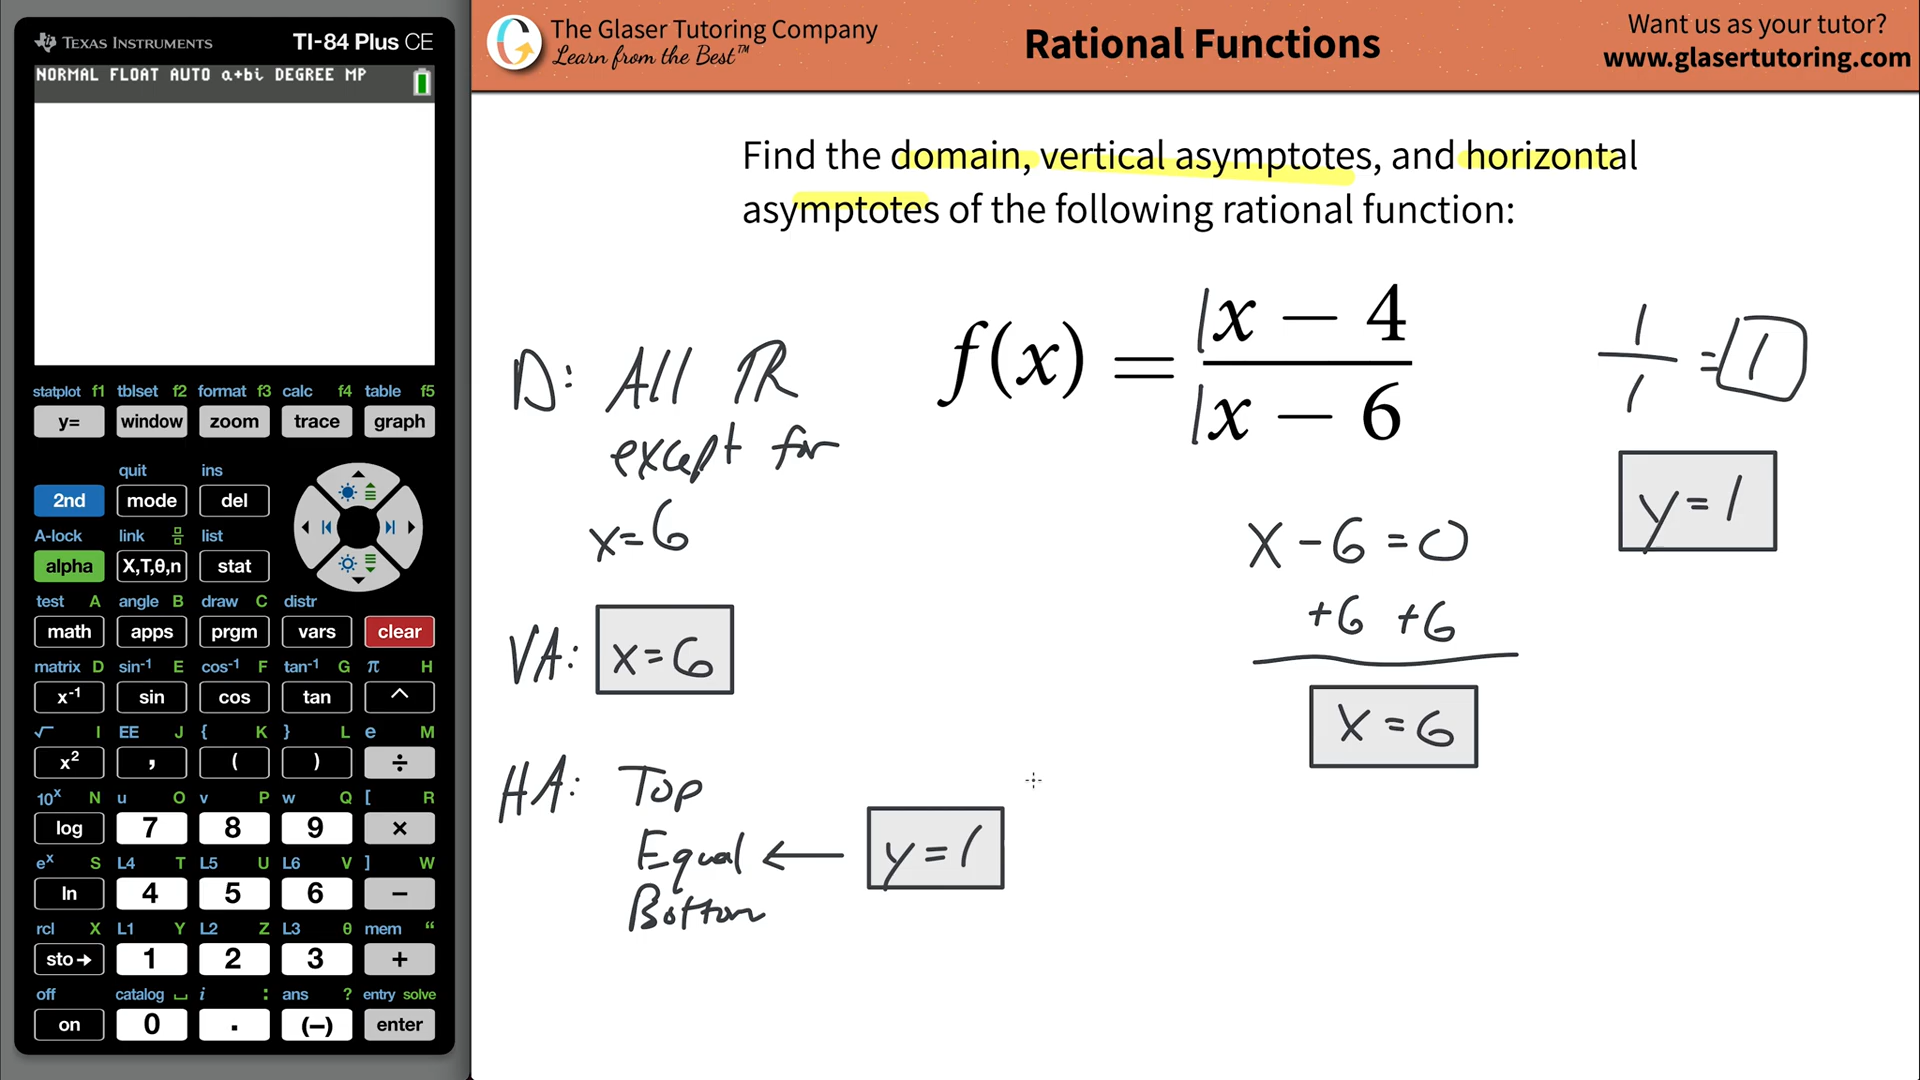 TEXAS INSTRUMENTS TI-84 Plus CE
NORMAL FLOAT AUTO a+bi DEGREE MP
statplot f1 tblset f2 format f3 calc f4 table f5
y= window zoom trace graph
quit ins
2nd mode del
A-lock link list
alpha X,T,θ,n stat
test A angle B draw C distr
math apps prgm vars clear
matrix D sin⁻¹ E cos⁻¹ F tan⁻¹ G π H
x⁻¹ sin cos tan ^
√ I EE J { K } L e M
x² , ( ) ÷
10ˣ N u O v P w Q [ R
log 7 8 9 ×
eˣ S L4 T L5 U L6 V ] W
ln 4 5 6 −
rcl X L1 Y L2 Z L3 θ mem “
sto→ 1 2 3 +
off catalog ⎵ i : ans ? entry solve
on 0 . (−) enter
The Glaser Tutoring Company
Learn from the Best™
Rational Functions
Want us as your tutor?
www.glasertutoring.com
Find the domain, vertical asymptotes, and horizontal
asymptotes of the following rational function:
f(x) = 1x − 4 / 1x − 6
1/1 = 1
y = 1
D: All R
except for
x=6
VA: x=6
HA: Top
Equal ← y=1
Bottom
x - 6 = 0
+6 +6
x = 6